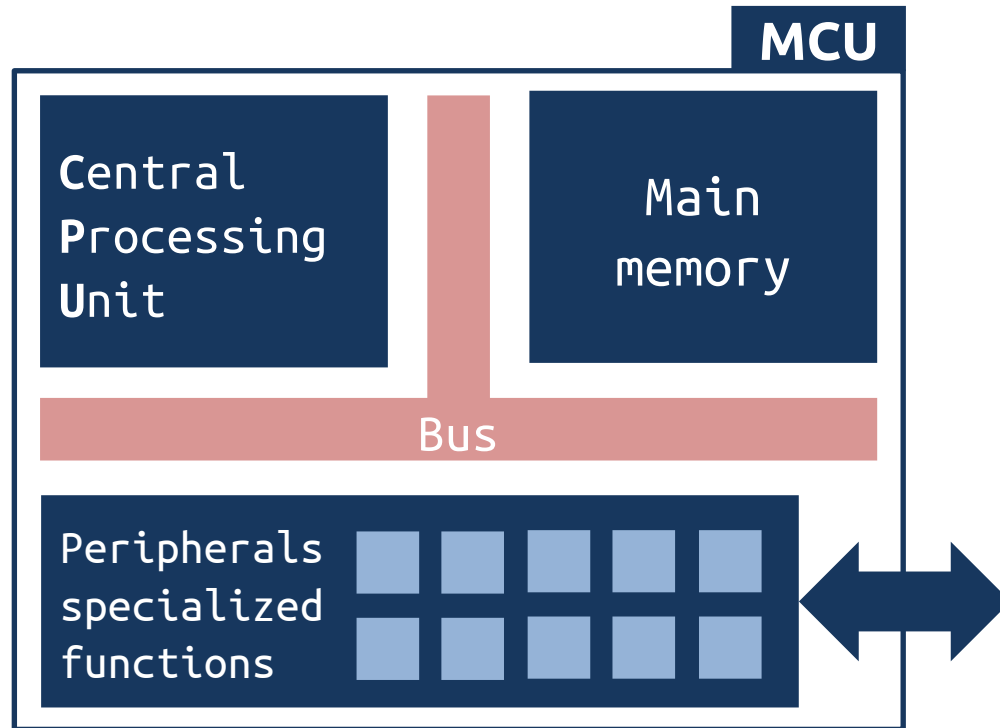 MCU
Central
Processing
Unit
Main
memory
Bus
Peripherals
specialized
functions